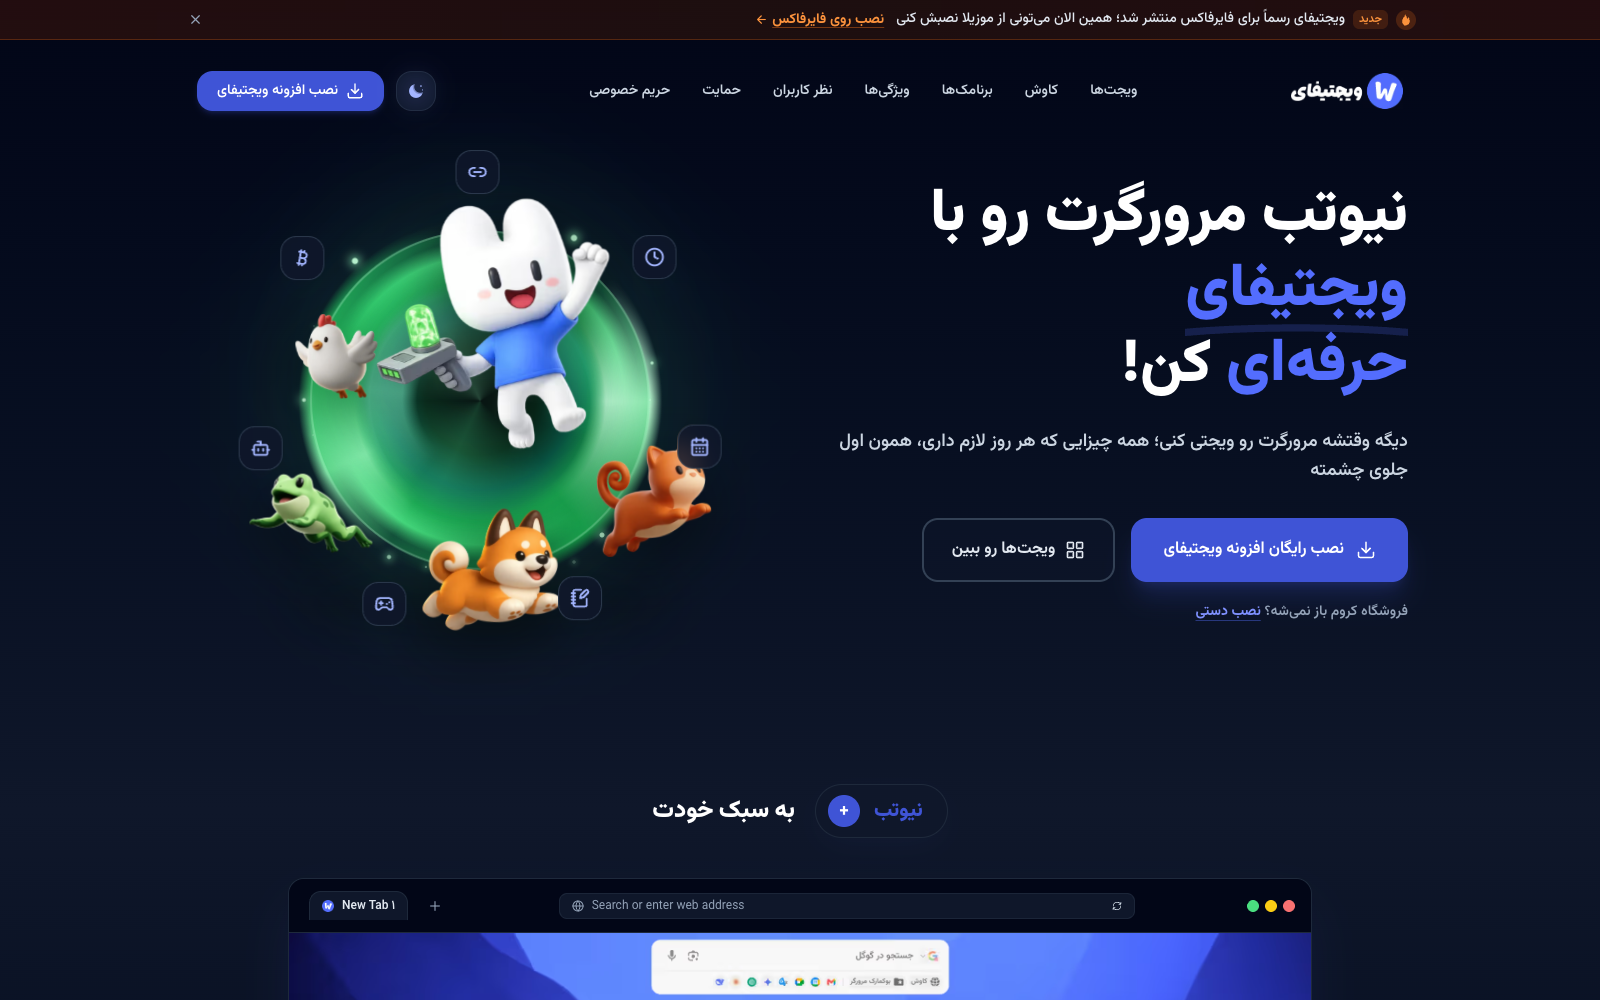 جدید ویجتیفای رسماً برای فایرفاکس منتشر شد؛ همین الان می‌تونی از موزیلا نصبش کنی نصب روی فایرفاکس ←
ویجتیفای
ویجت‌ها کاوش برنامک‌ها ویژگی‌ها نظر کاربران حمایت حریم خصوصی
نصب افزونه ویجتیفای
نیوتب مرورگرت رو با
ویجتیفای
حرفه‌ای کن!
دیگه وقتشه مرورگرت رو ویجتی کنی؛ همه چیزایی که هر روز لازم داری، همون اول
جلوی چشمته
نصب رایگان افزونه ویجتیفای
ویجت‌ها رو ببین
فروشگاه کروم باز نمی‌شه؟ نصب دستی
نیوتب + به سبک خودت
New Tab ۱
Search or enter web address
جستجو در گوگل
کاوش بوکمارک مرورگر